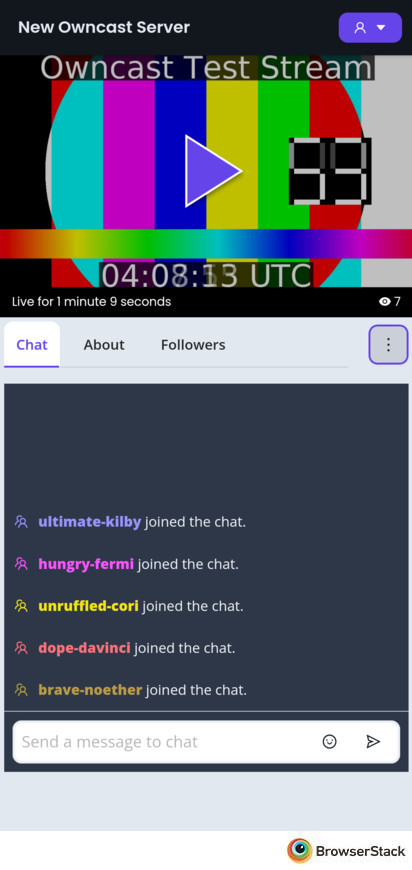 New Owncast Server
Owncast Test Stream
04:08:13 UTC
Live for 1 minute 9 seconds
7
Chat
About
Followers
ultimate-kilby joined the chat.
hungry-fermi joined the chat.
unruffled-cori joined the chat.
dope-davinci joined the chat.
brave-noether joined the chat.
Send a message to chat
BrowserStack